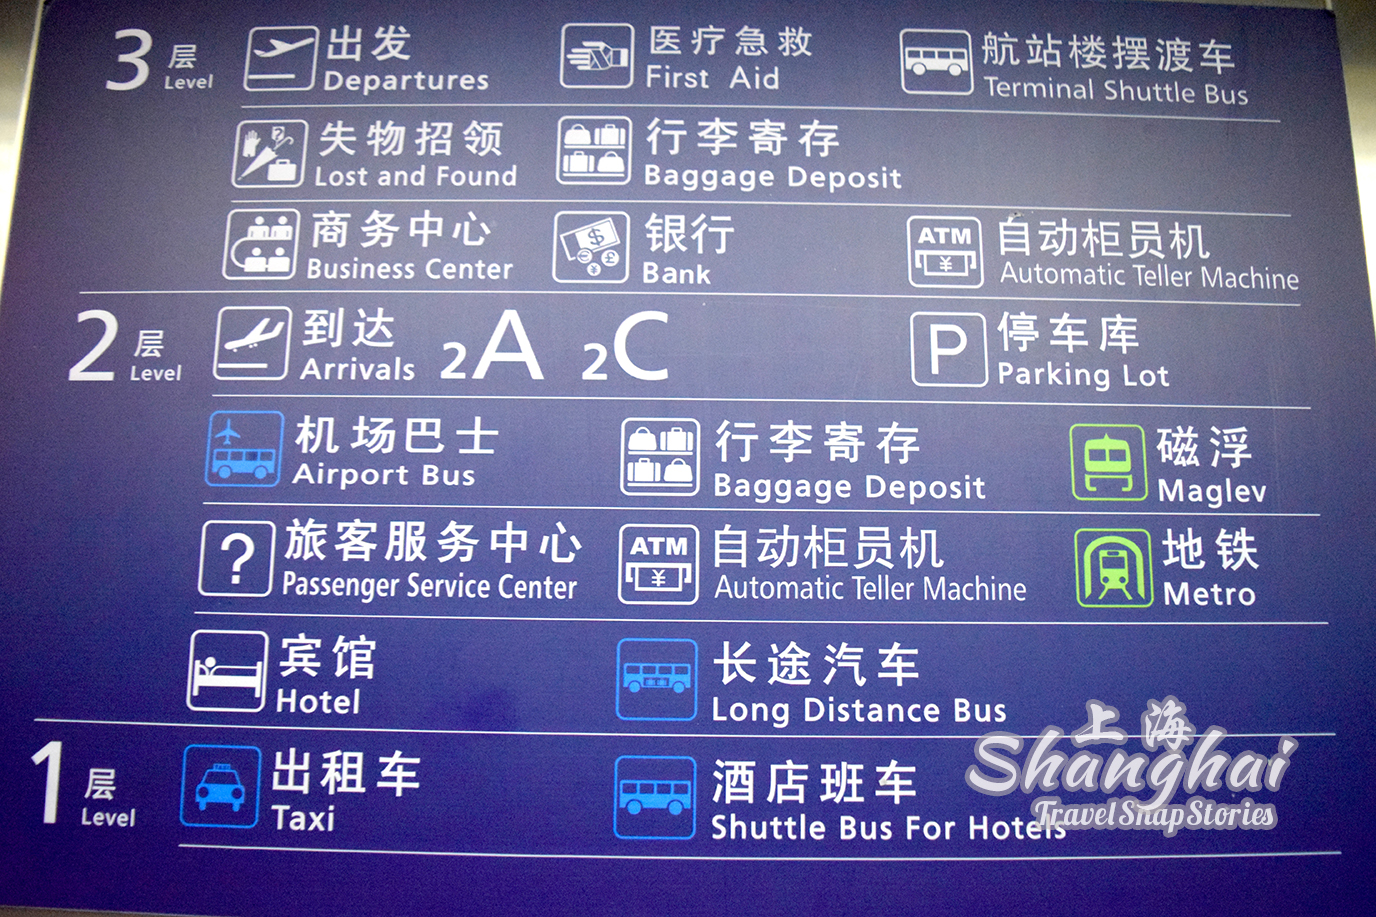 3 层 Level
出发
Departures
医疗急救
First Aid
航站楼摆渡车
Terminal Shuttle Bus
失物招领
Lost and Found
行李寄存
Baggage Deposit
商务中心
Business Center
银行
Bank
ATM
自动柜员机
Automatic Teller Machine
2 层 Level
到达
Arrivals
2A 2C
P
停车库
Parking Lot
机场巴士
Airport Bus
行李寄存
Baggage Deposit
磁浮
Maglev
?
旅客服务中心
Passenger Service Center
ATM
自动柜员机
Automatic Teller Machine
地铁
Metro
宾馆
Hotel
长途汽车
Long Distance Bus
1 层 Level
TAXI
出租车
Taxi
酒店班车
Shuttle Bus For Hotels
上海
Shanghai
TravelSnapStories